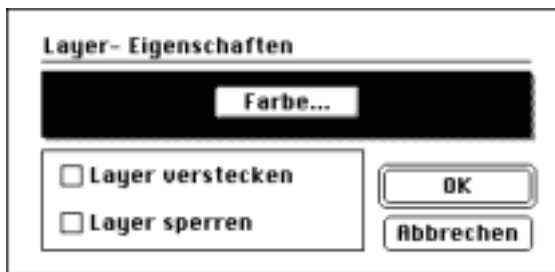 Layer- Eigenschaften
Farbe...
Layer verstecken
Layer sperren
OK
Abbrechen